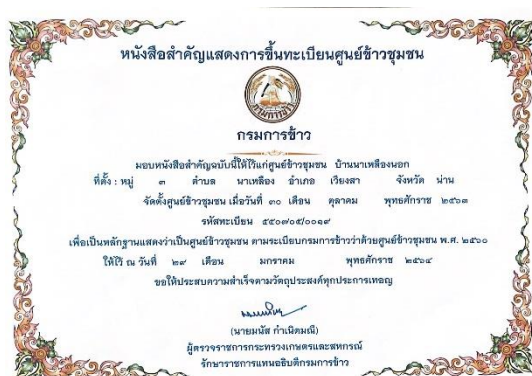 หนังสือสำคัญแสดงการขึ้นทะเบียนศูนย์ข้าวชุมชน
กรมการข้าว
กรมการข้าว
มอบหนังสือสำคัญฉบับนี้ให้ไว้แก่ศูนย์ข้าวชุมชน บ้านนาเหลืองนอก
ที่ตั้ง : หมู่ ๓ ตำบล นาเหลือง อำเภอ เวียงสา จังหวัด น่าน
จัดตั้งศูนย์ข้าวชุมชน เมื่อวันที่ ๓๐ เดือน ตุลาคม พุทธศักราช ๒๕๖๓
รหัสทะเบียน ๕๕๐๗๐๕/๐๐๑๙
เพื่อเป็นหลักฐานแสดงว่าเป็นศูนย์ข้าวชุมชน ตามระเบียบกรมการข้าวว่าด้วยศูนย์ข้าวชุมชน พ.ศ. ๒๕๖๐
ให้ไว้ ณ วันที่ ๒๙ เดือน มกราคม พุทธศักราช ๒๕๖๔
ขอให้ประสบความสำเร็จตามวัตถุประสงค์ทุกประการเทอญ
(นายมนัส กำเนิดมณี)
ผู้ตรวจราชการกระทรวงเกษตรและสหกรณ์
รักษาราชการแทนอธิบดีกรมการข้าว